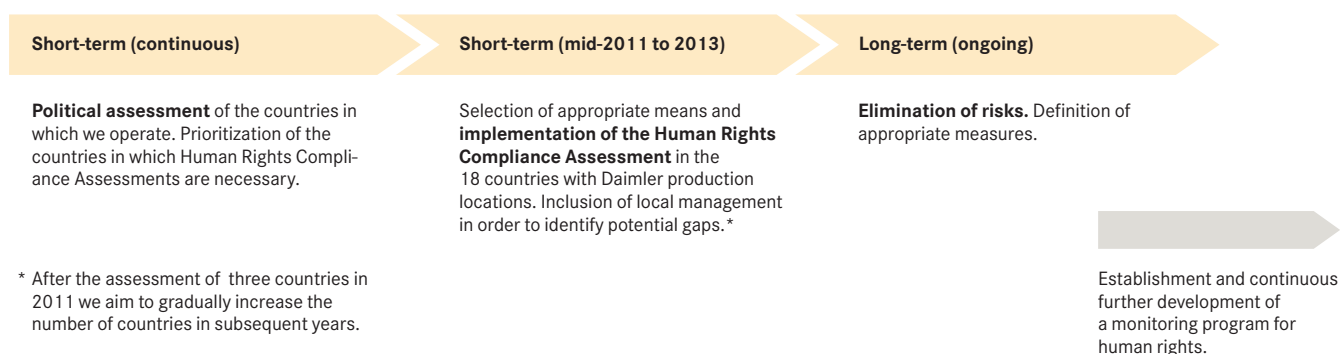 Short-term (continuous)
Political assessment of the countries in
which we operate. Prioritization of the
countries in which Human Rights Compli-
ance Assessments are necessary.
Short-term (mid-2011 to 2013)
Selection of appropriate means and
implementation of the Human Rights
Compliance Assessment in the
18 countries with Daimler production
locations. Inclusion of local management
in order to identify potential gaps.*
Long-term (ongoing)
Elimination of risks. Definition of
appropriate measures.
Establishment and continuous
further development of
a monitoring program for
human rights.
* After the assessment of three countries in
2011 we aim to gradually increase the
number of countries in subsequent years.